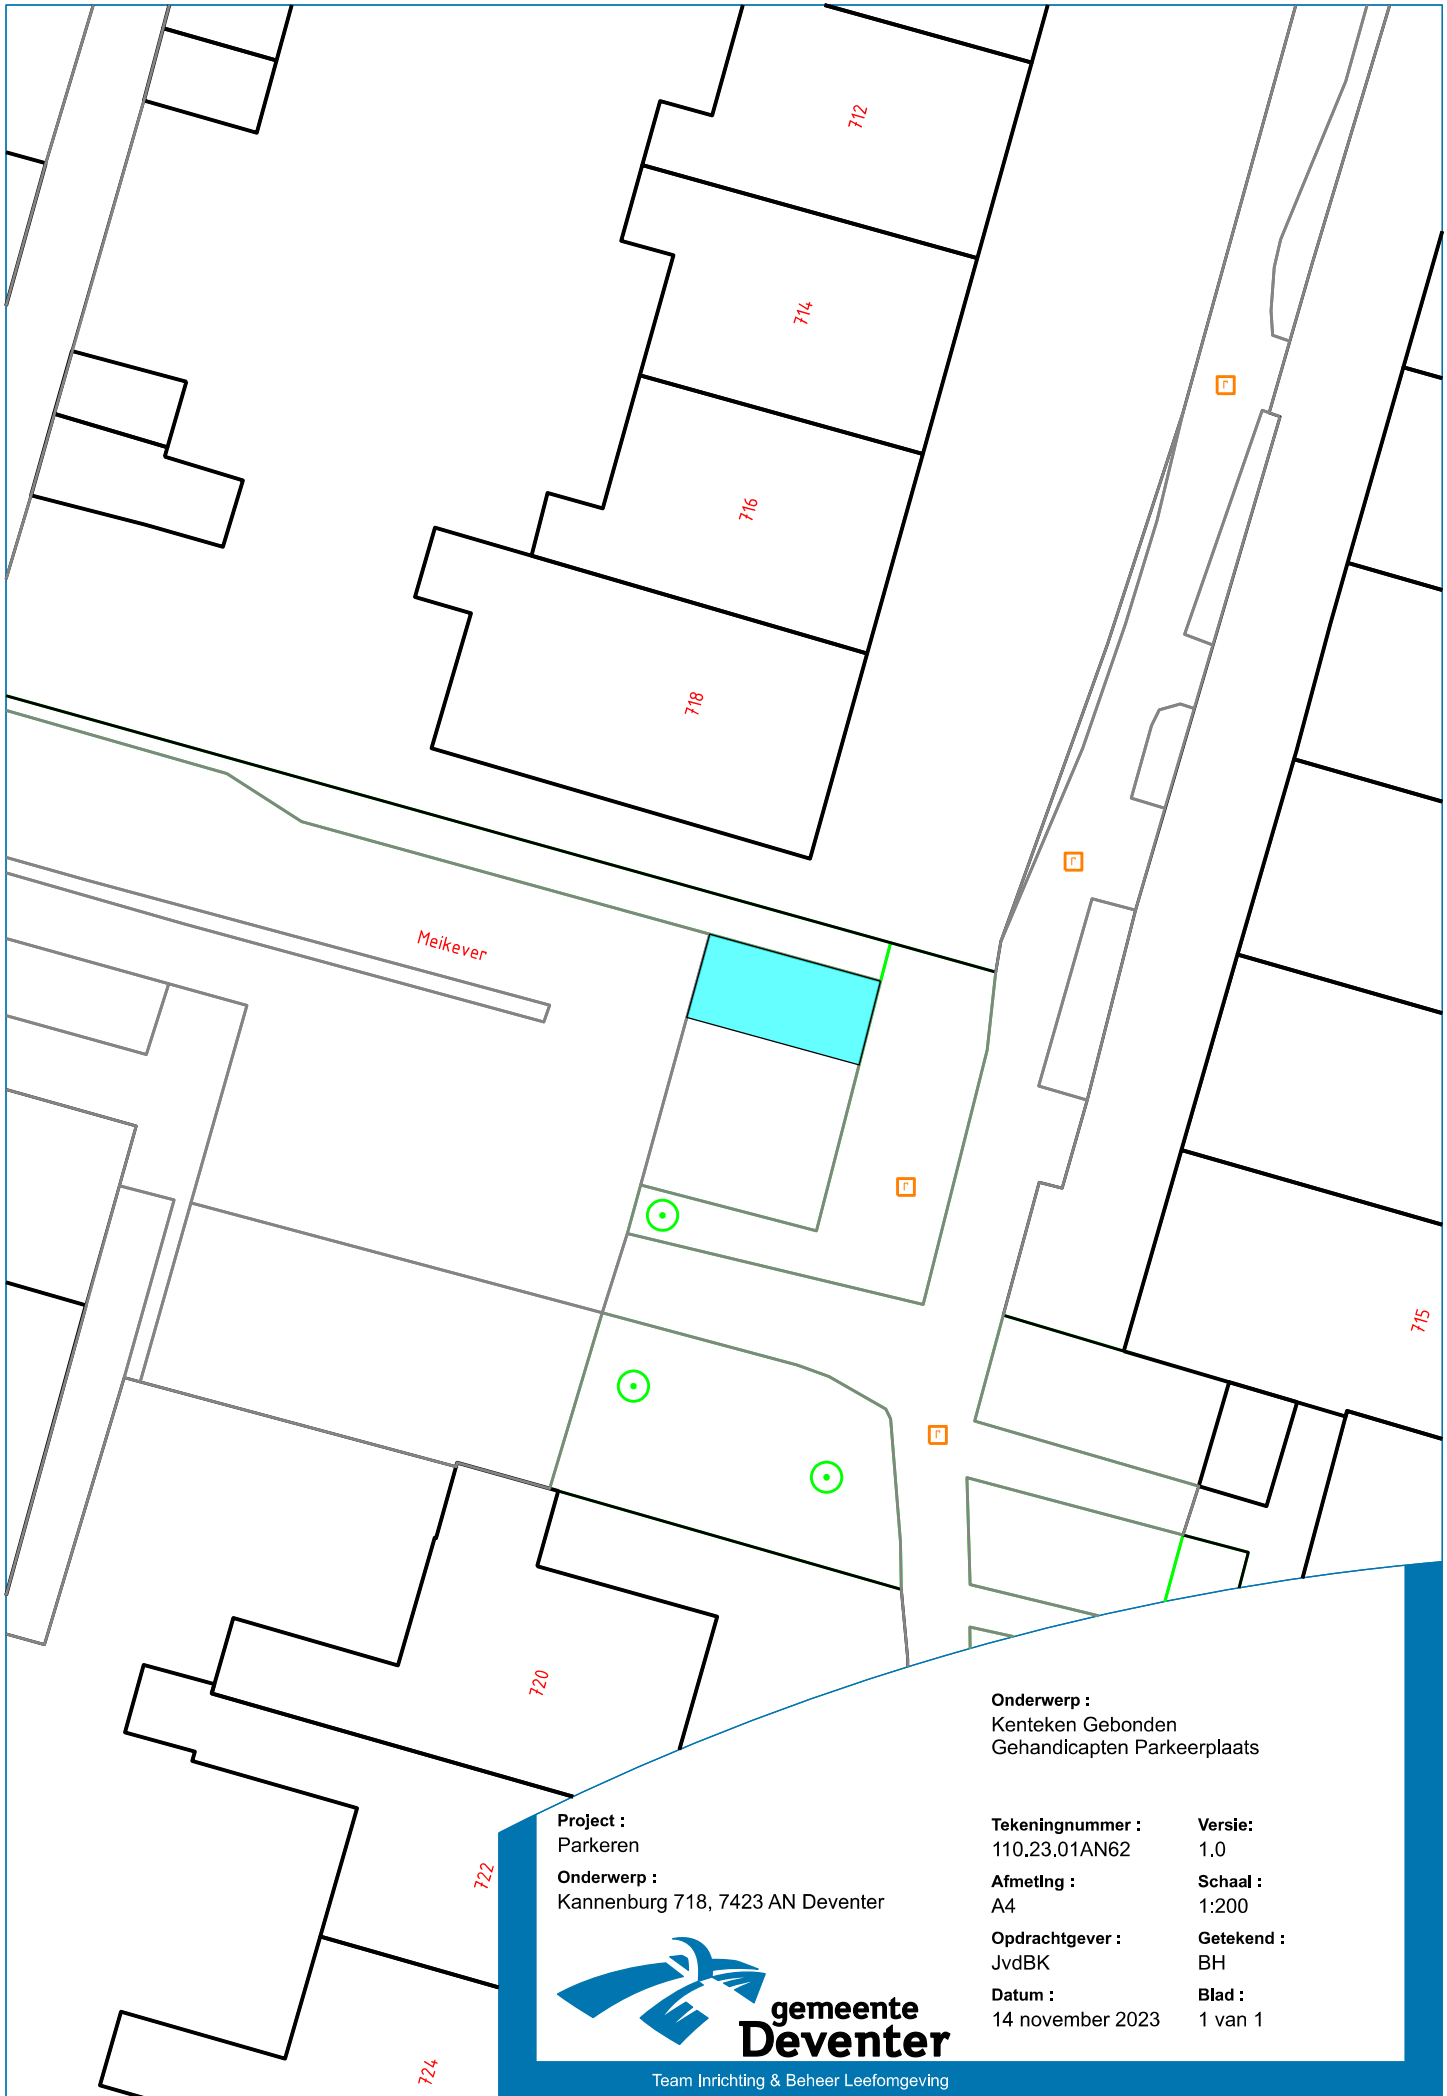 712
714
716
718
Meikever
715
720
722
724
Onderwerp :
Kenteken Gebonden
Gehandicapten Parkeerplaats
Project :
Parkeren
Onderwerp :
Kannenburg 718, 7423 AN Deventer
Tekeningnummer : Versie:
110.23.01AN62 1.0
Afmeting : Schaal :
A4 1:200
Opdrachtgever : Getekend :
JvdBK BH
Datum : Blad :
14 november 2023 1 van 1
gemeente
Deventer
Team Inrichting & Beheer Leefomgeving